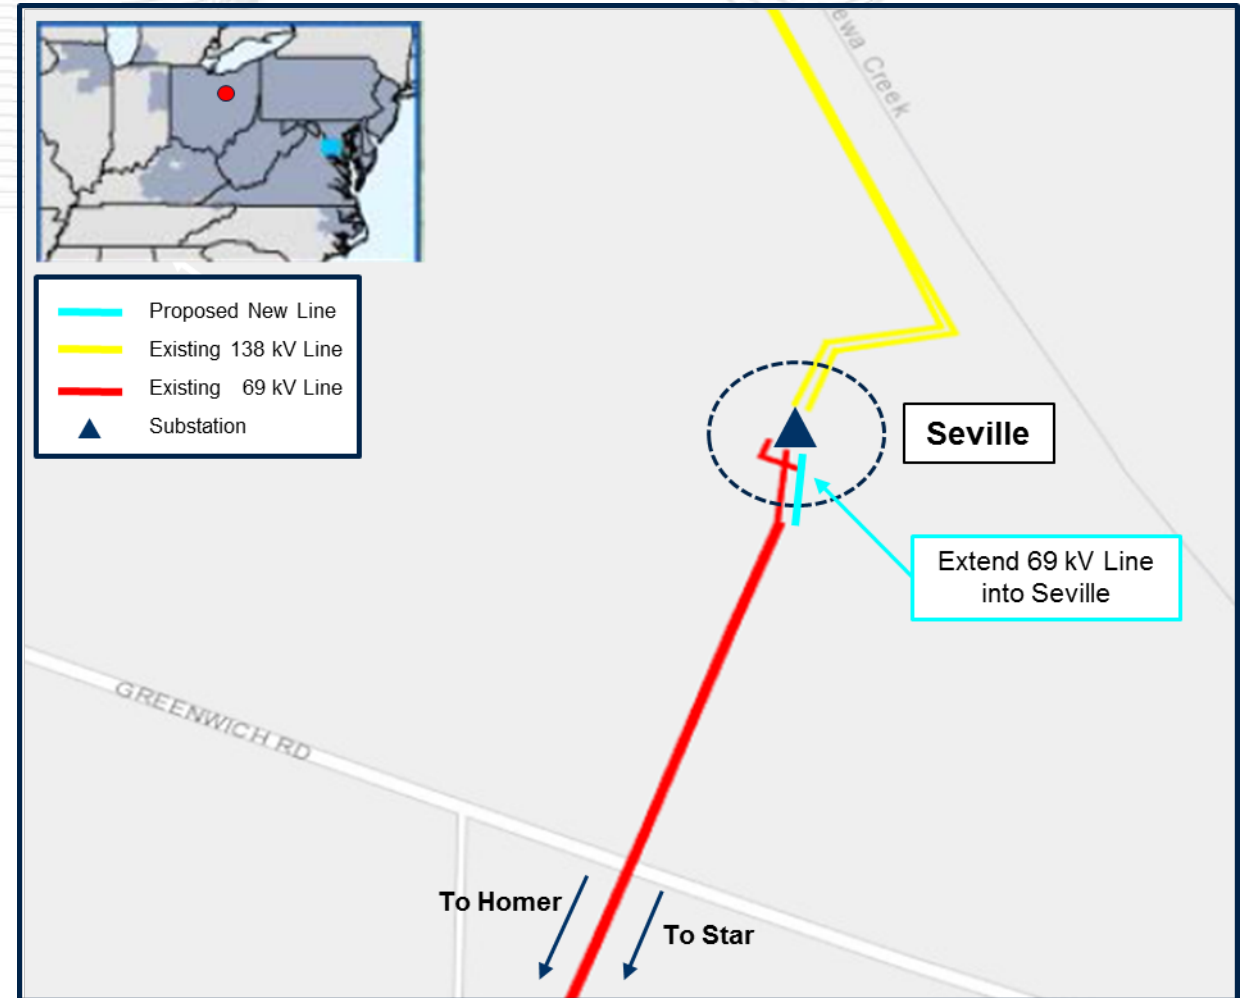 ewa Creek
Proposed New Line
Existing 138 kV Line
Existing 69 kV Line
Substation
Seville
Extend 69 kV Line
into Seville
GREENWICH RD
To Homer
To Star